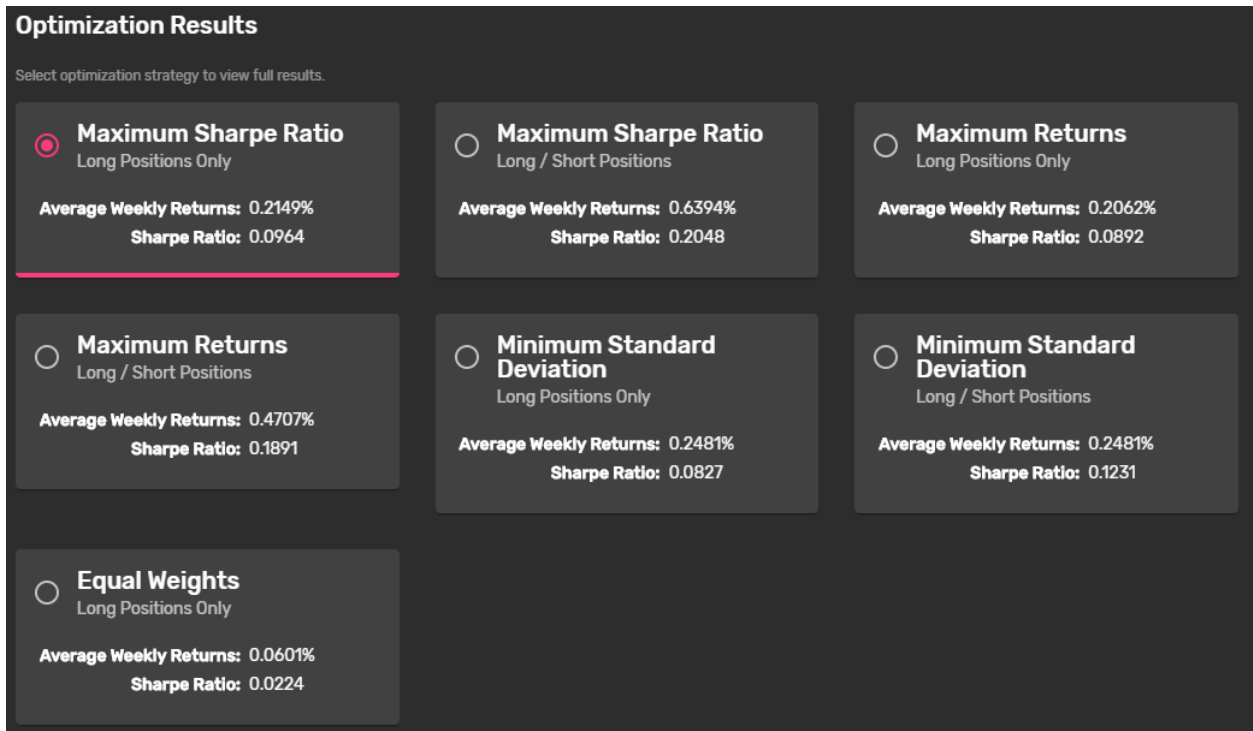 Optimization Results
Select optimization strategy to view full results.
Maximum Sharpe Ratio
Long Positions Only
Average Weekly Returns: 0.2149%
Sharpe Ratio: 0.0964
Maximum Sharpe Ratio
Long / Short Positions
Average Weekly Returns: 0.6394%
Sharpe Ratio: 0.2048
Maximum Returns
Long Positions Only
Average Weekly Returns: 0.2062%
Sharpe Ratio: 0.0892
Maximum Returns
Long / Short Positions
Average Weekly Returns: 0.4707%
Sharpe Ratio: 0.1891
Minimum Standard
Deviation
Long Positions Only
Average Weekly Returns: 0.2481%
Sharpe Ratio: 0.0827
Minimum Standard
Deviation
Long / Short Positions
Average Weekly Returns: 0.2481%
Sharpe Ratio: 0.1231
Equal Weights
Long Positions Only
Average Weekly Returns: 0.0601%
Sharpe Ratio: 0.0224